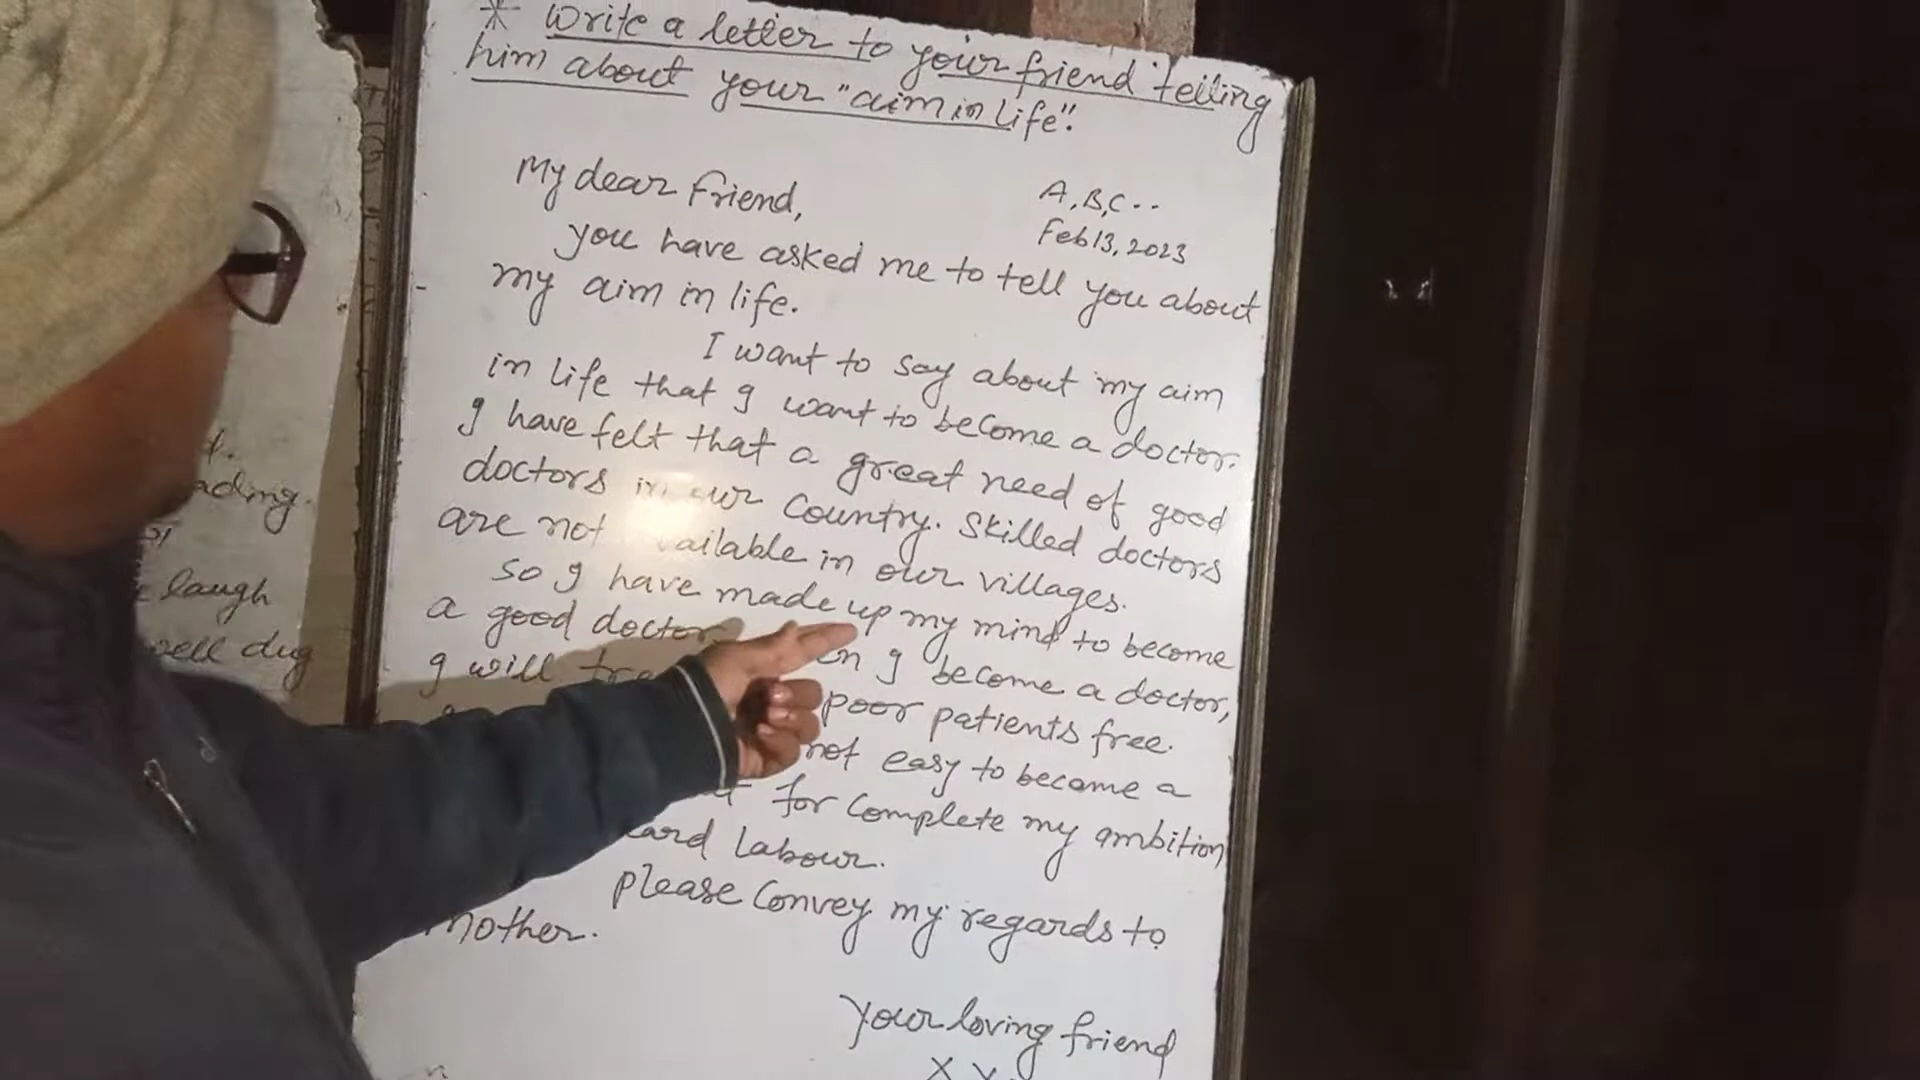 * Write a letter to your friend telling
him about your "aim in life".
A,B,C..
Feb 13, 2023
My dear friend,
you have asked me to tell you about
my aim in life.
I want to say about my aim
in life that I want to become a doctor.
I have felt that a great need of good
doctors in our country. Skilled doctors
are not available in our villages.
So I have made up my mind to become
a good doctor. I become a doctor,
I will poor patients free.
not easy to become a
for complete my ambition
labour.
please convey my regards to
mother.
your loving friend
X Y
laugh
well dug